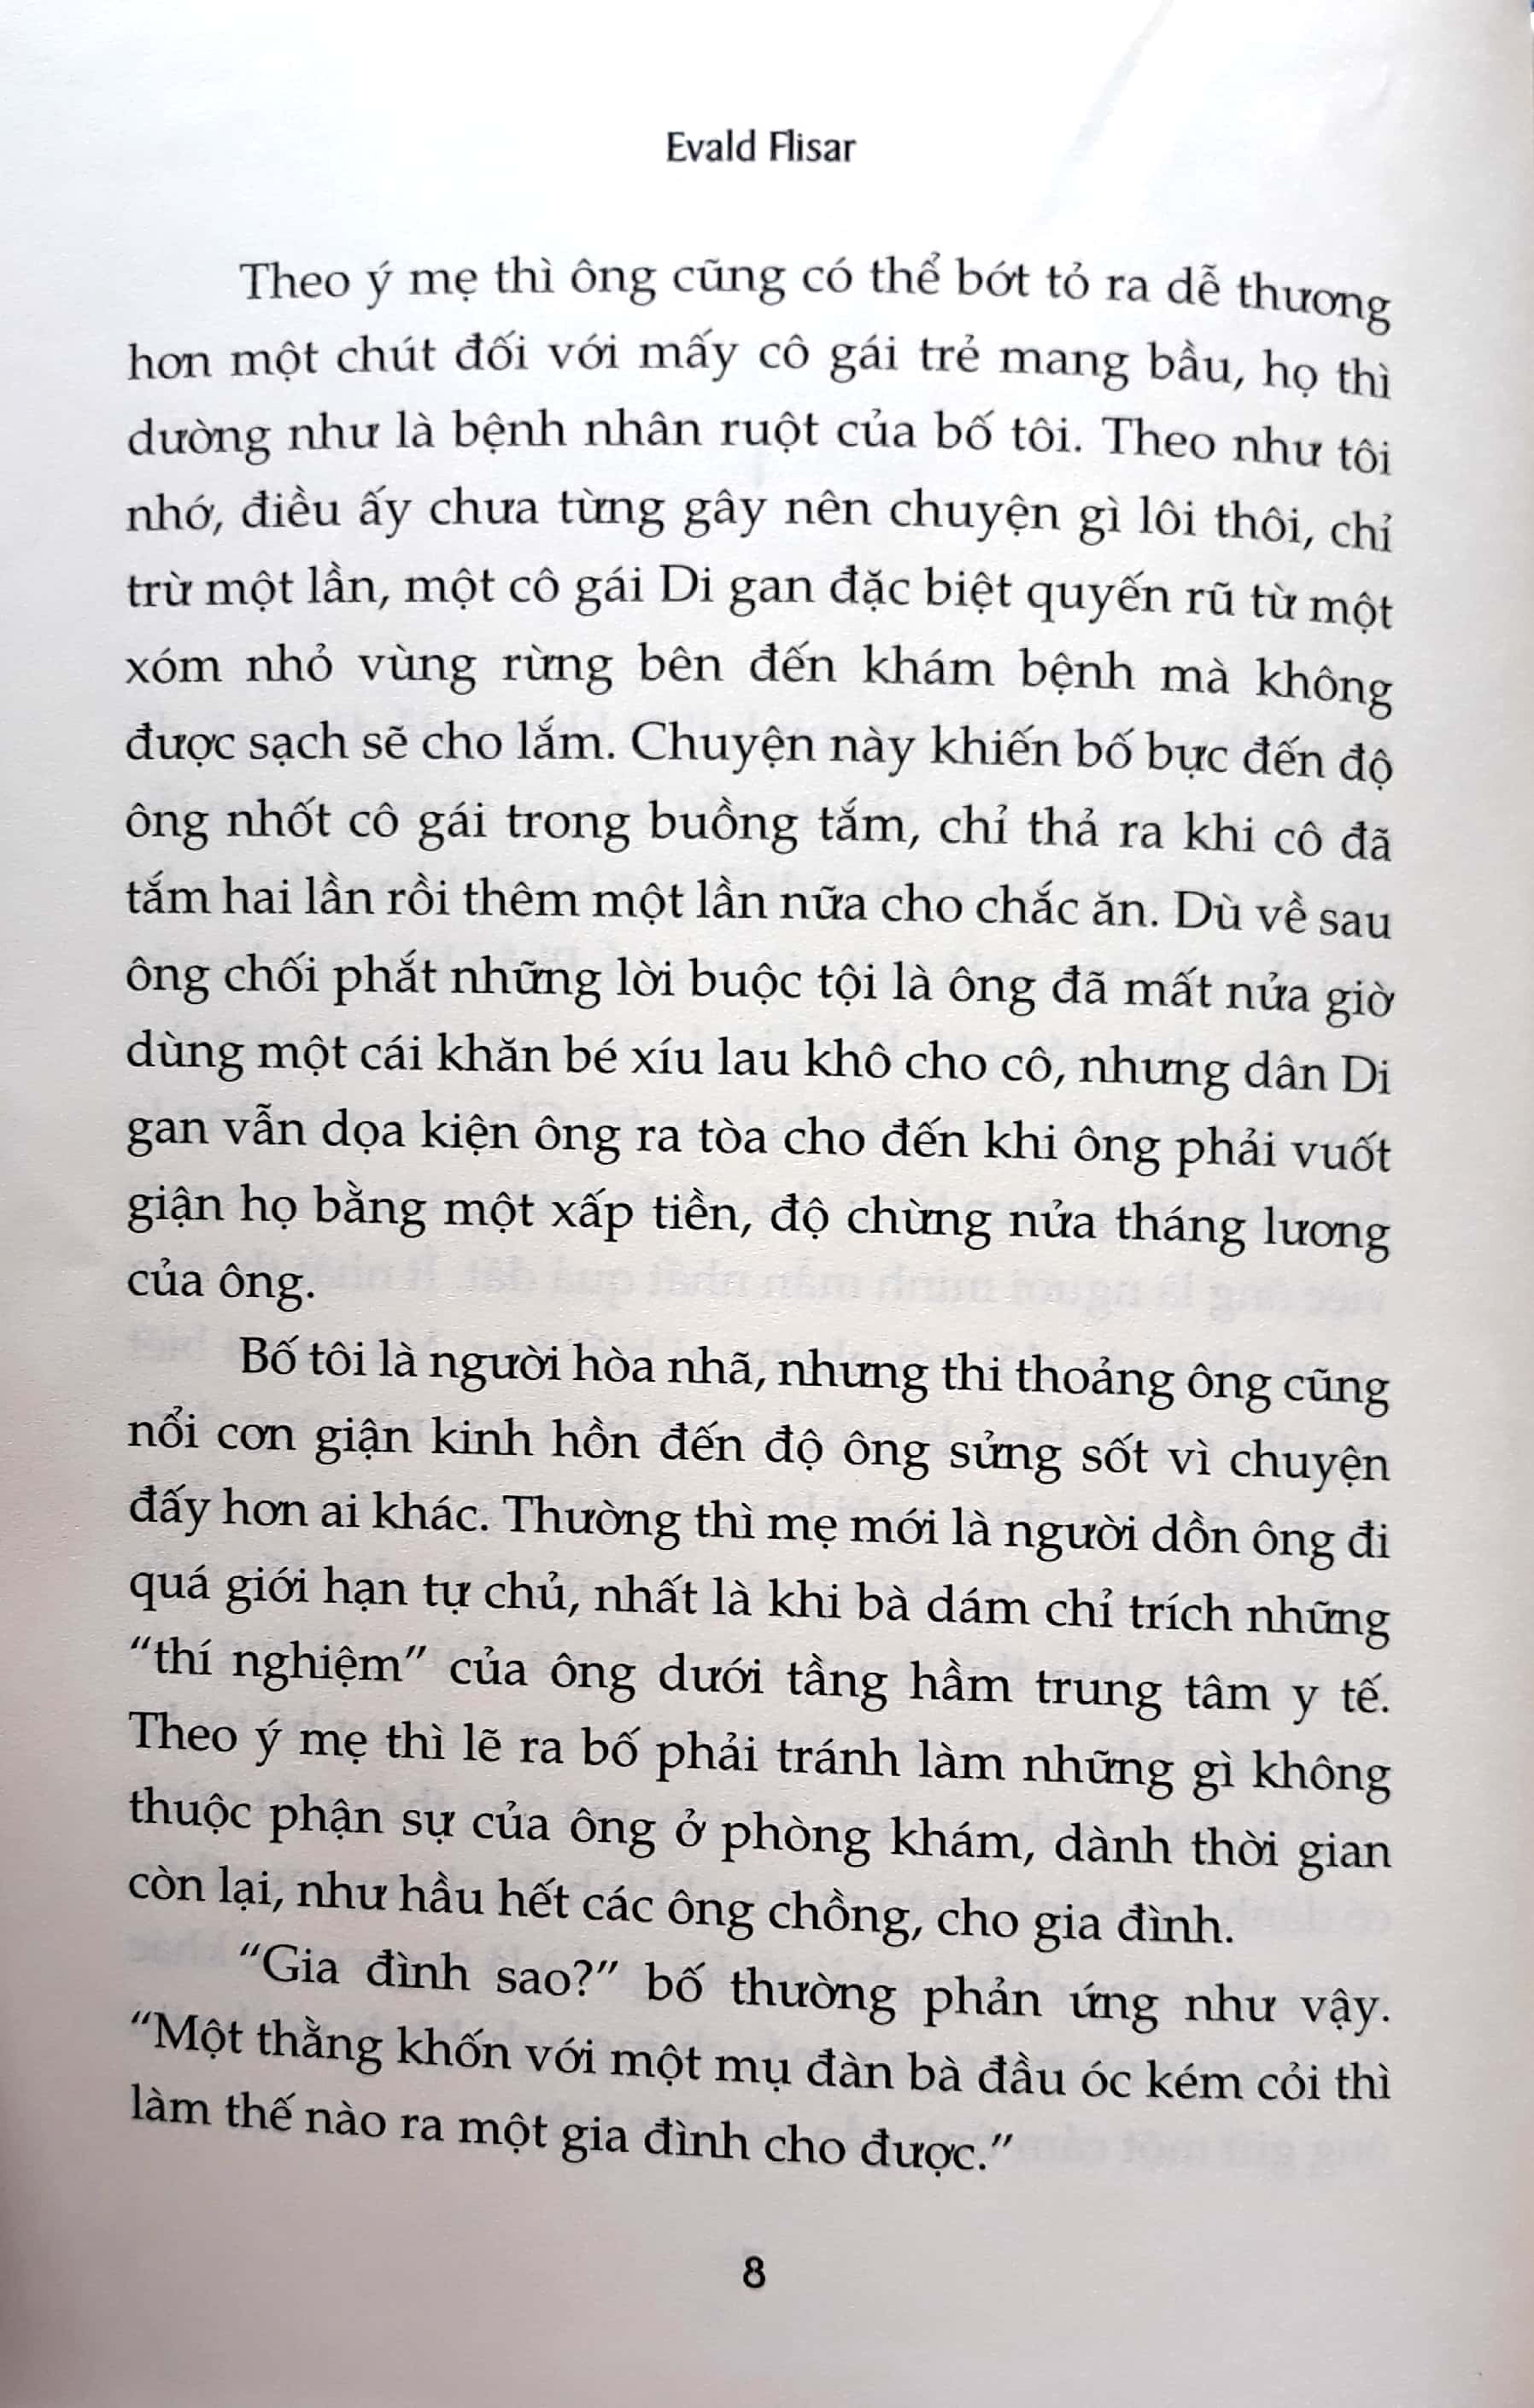 Evald Flisar
Theo ý mẹ thì ông cũng có thể bớt tỏ ra dễ thương
hơn một chút đối với mấy cô gái trẻ mang bầu, họ thì
dường như là bệnh nhân ruột của bố tôi. Theo như tôi
nhớ, điều ấy chưa từng gây nên chuyện gì lôi thôi, chỉ
trừ một lần, một cô gái Di gan đặc biệt quyến rũ từ một
xóm nhỏ vùng rừng bên đến khám bệnh mà không
được sạch sẽ cho lắm. Chuyện này khiến bố bực đến độ
ông nhốt cô gái trong buồng tắm, chỉ thả ra khi cô đã
tắm hai lần rồi thêm một lần nữa cho chắc ăn. Dù về sau
ông chối phắt những lời buộc tội là ông đã mất nửa giờ
dùng một cái khăn bé xíu lau khô cho cô, nhưng dân Di
gan vẫn dọa kiện ông ra tòa cho đến khi ông phải vuốt
giận họ bằng một xấp tiền, độ chừng nửa tháng lương
của ông.
Bố tôi là người hòa nhã, nhưng thi thoảng ông cũng
nổi cơn giận kinh hồn đến độ ông sửng sốt vì chuyện
đấy hơn ai khác. Thường thì mẹ mới là người dồn ông đi
quá giới hạn tự chủ, nhất là khi bà dám chỉ trích những
“thí nghiệm” của ông dưới tầng hầm trung tâm y tế.
Theo ý mẹ thì lẽ ra bố phải tránh làm những gì không
thuộc phận sự của ông ở phòng khám, dành thời gian
còn lại, như hầu hết các ông chồng, cho gia đình.
“Gia đình sao?” bố thường phản ứng như vậy.
“Một thằng khốn với một mụ đàn bà đầu óc kém cỏi thì
làm thế nào ra một gia đình cho được.”
8